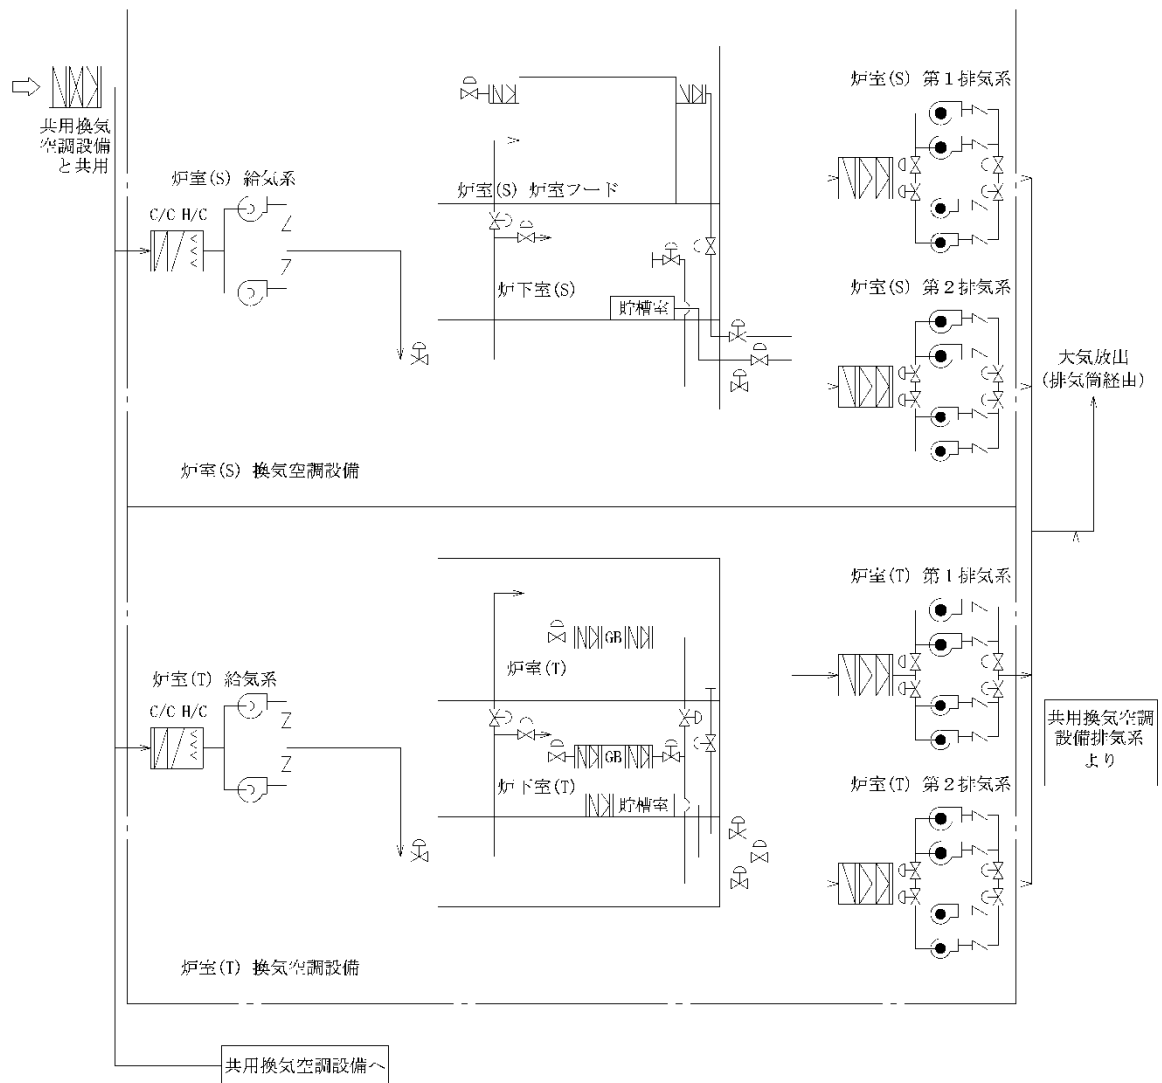 共用換気
空調設備
と共用
炉室(S) 給気系
C/C H/C
炉室(S) 炉室フード
炉下室(S)
貯槽室
炉室(S) 第1排気系
炉室(S) 第2排気系
大気放出
(排気筒経由)
炉室(S) 換気空調設備
炉室(T) 給気系
C/C H/C
GB
炉室(T)
GB
炉下室(T)
貯槽室
炉室(T) 第1排気系
共用換気空調
設備排気系
より
炉室(T) 第2排気系
炉室(T) 換気空調設備
共用換気空調設備へ